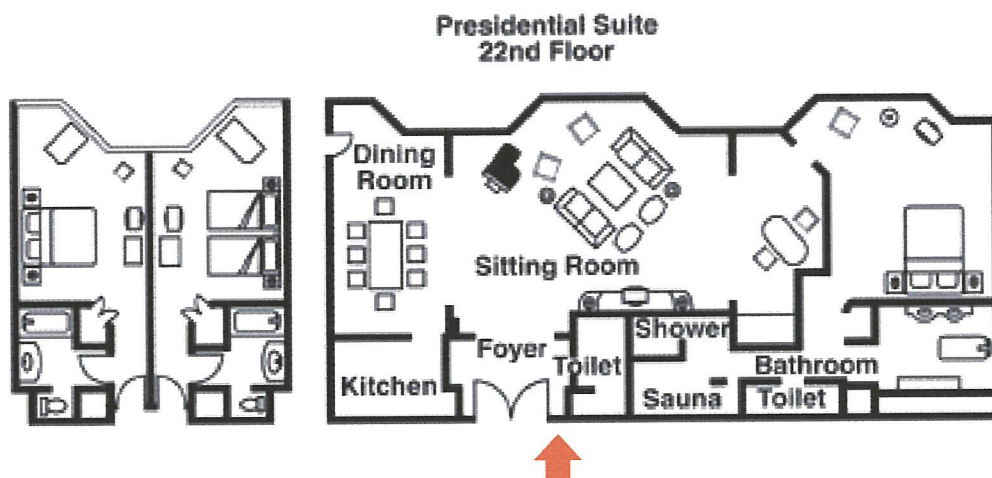 Presidential Suite
22nd Floor
Dining
Room
Sitting Room
Shower
Foyer
Toilet
Bathroom
Kitchen
Sauna
Toilet